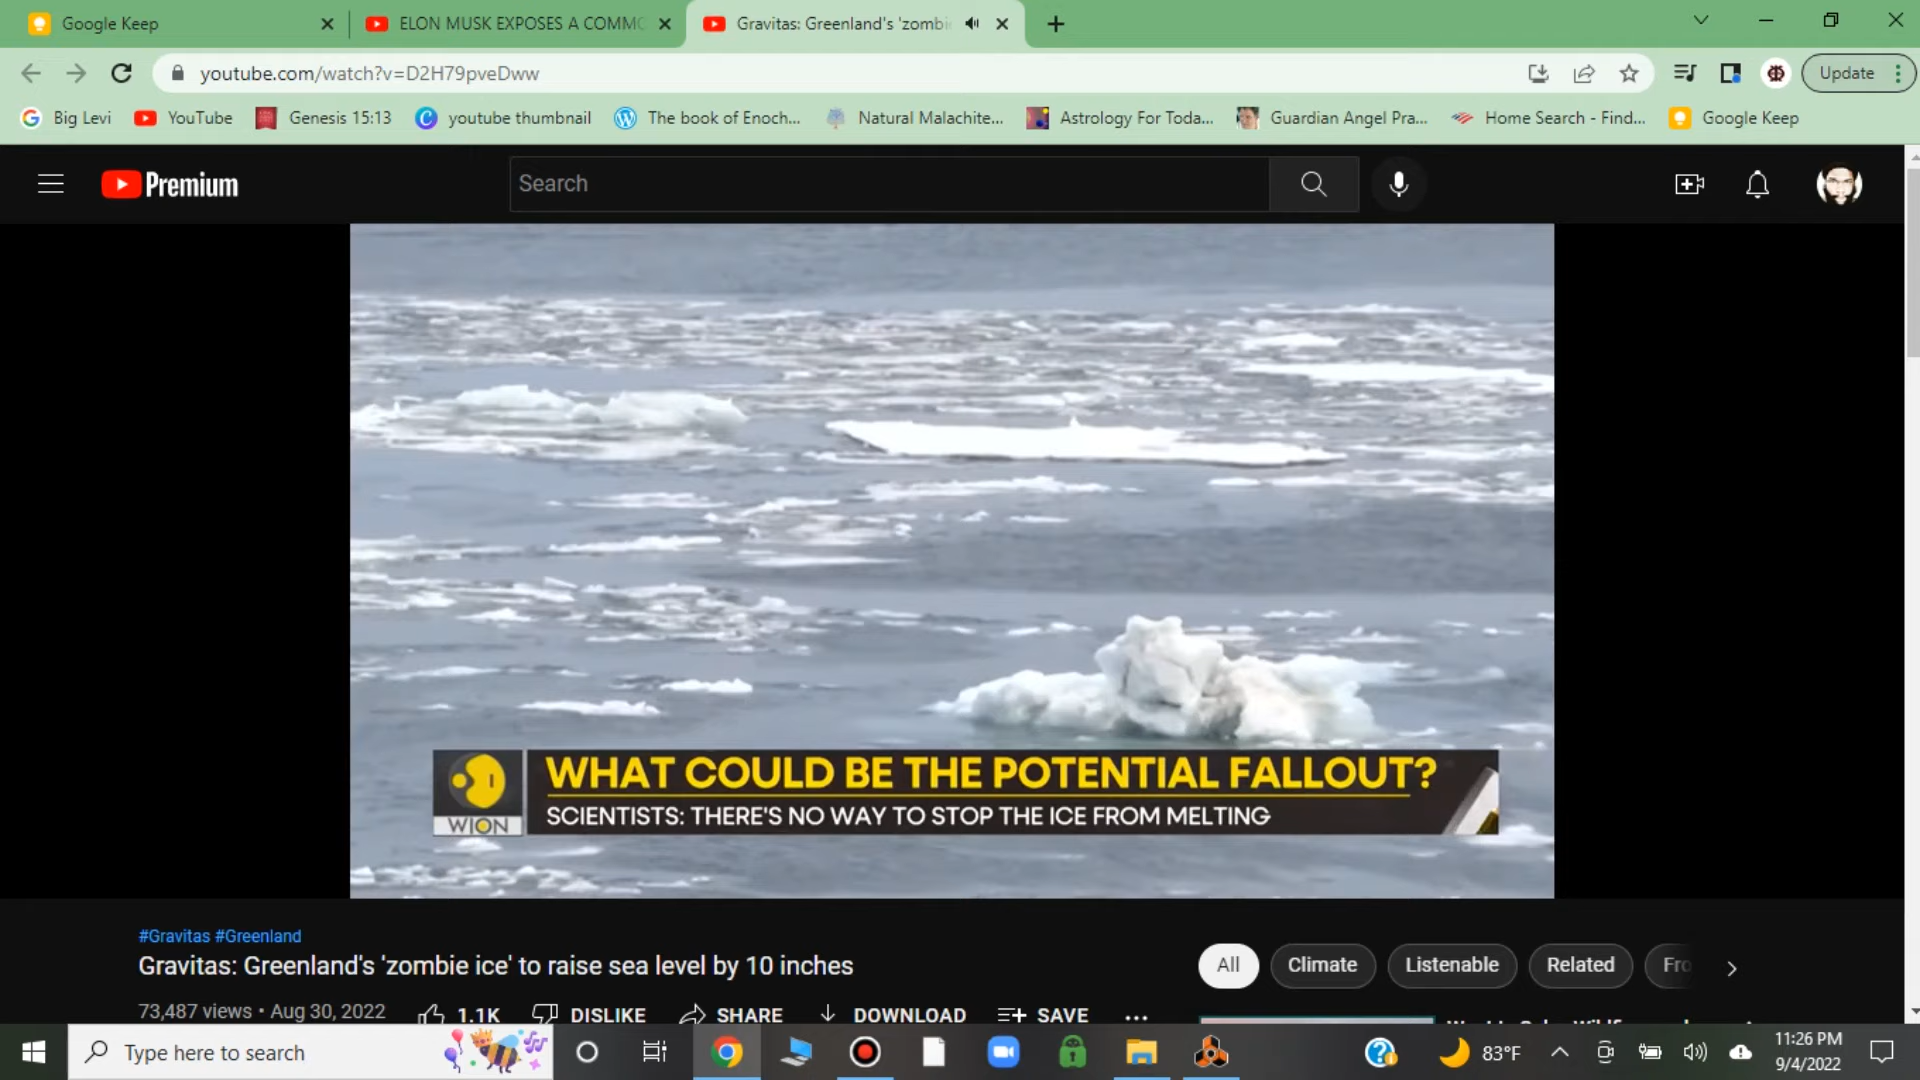 Google Keep
ELON MUSK EXPOSES A COMMO
Gravitas: Greenland's 'zombi
youtube.com/watch?v=D2H79pveDww
Update
Big Levi
YouTube
Genesis 15:13
youtube thumbnail
The book of Enoch...
Natural Malachite...
Astrology For Toda...
Guardian Angel Pra...
Home Search - Find...
Google Keep
Premium
Search
WHAT COULD BE THE POTENTIAL FALLOUT?
SCIENTISTS: THERE'S NO WAY TO STOP THE ICE FROM MELTING
WION
#Gravitas #Greenland
Gravitas: Greenland's 'zombie ice' to raise sea level by 10 inches
All
Climate
Listenable
Related
Fro
73,487 views • Aug 30, 2022
1.1K
DISLIKE
SHARE
DOWNLOAD
SAVE
Type here to search
83°F
11:26 PM
9/4/2022